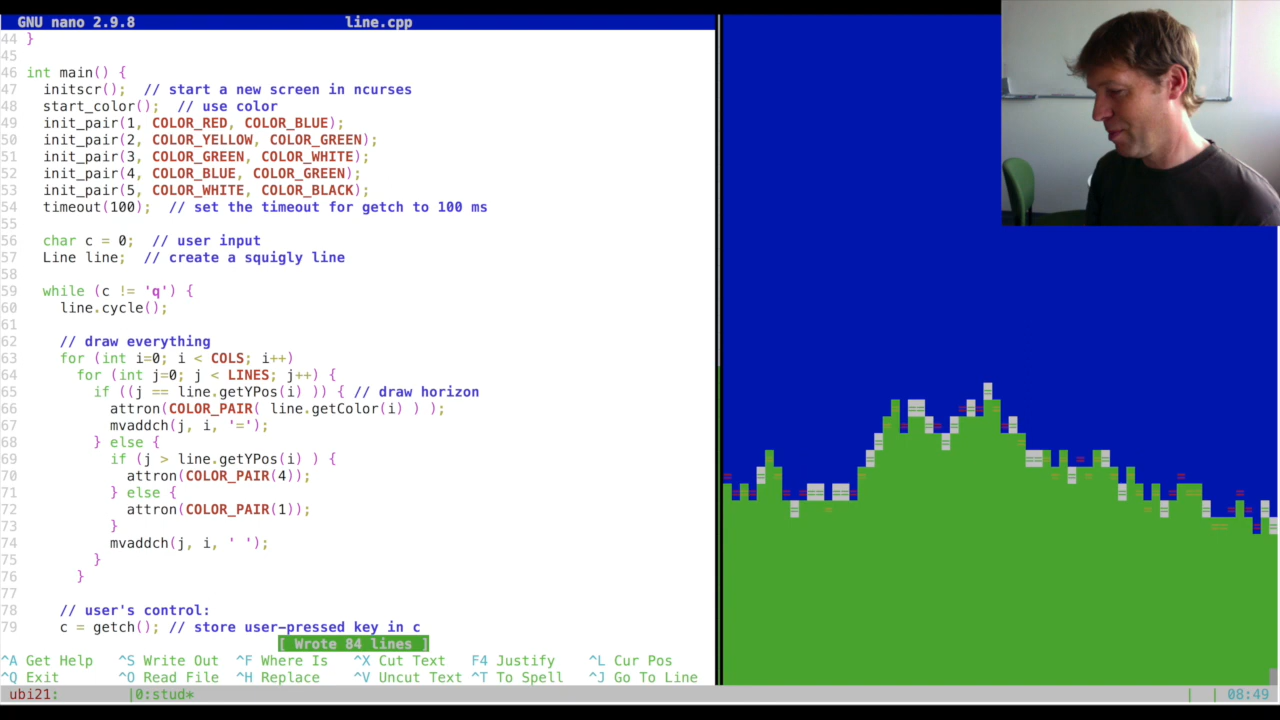 GNU nano 2.9.8 line.cpp
44 }
45
46 int main() {
47 initscr(); // start a new screen in ncurses
48 start_color(); // use color
49 init_pair(1, COLOR_RED, COLOR_BLUE);
50 init_pair(2, COLOR_YELLOW, COLOR_GREEN);
51 init_pair(3, COLOR_GREEN, COLOR_WHITE);
52 init_pair(4, COLOR_BLUE, COLOR_GREEN);
53 init_pair(5, COLOR_WHITE, COLOR_BLACK);
54 timeout(100); // set the timeout for getch to 100 ms
55
56 char c = 0; // user input
57 Line line; // create a squigly line
58
59 while (c != 'q') {
60 line.cycle();
61
62 // draw everything
63 for (int i=0; i < COLS; i++)
64 for (int j=0; j < LINES; j++) {
65 if ((j == line.getYPos(i) )) { // draw horizon
66 attron(COLOR_PAIR( line.getColor(i) ) );
67 mvaddch(j, i, '=');
68 } else {
69 if (j > line.getYPos(i) ) {
70 attron(COLOR_PAIR(4));
71 } else {
72 attron(COLOR_PAIR(1));
73 }
74 mvaddch(j, i, ' ');
75 }
76 }
77
78 // user's control:
79 c = getch(); // store user-pressed key in c
[ Wrote 84 lines ]
^A Get Help ^S Write Out ^F Where Is ^X Cut Text F4 Justify ^L Cur Pos
^Q Exit ^O Read File ^H Replace ^V Uncut Text ^T To Spell ^J Go To Line
ubi21: |0:stud* | | 08:49